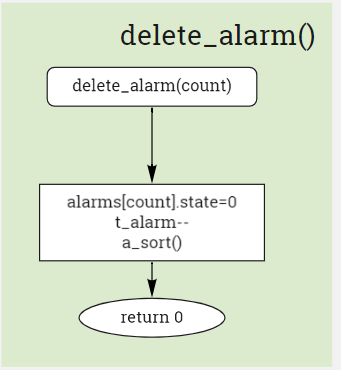 delete_alarm()
delete_alarm(count)
alarms[count].state=0
t_alarm--
a_sort()
return 0